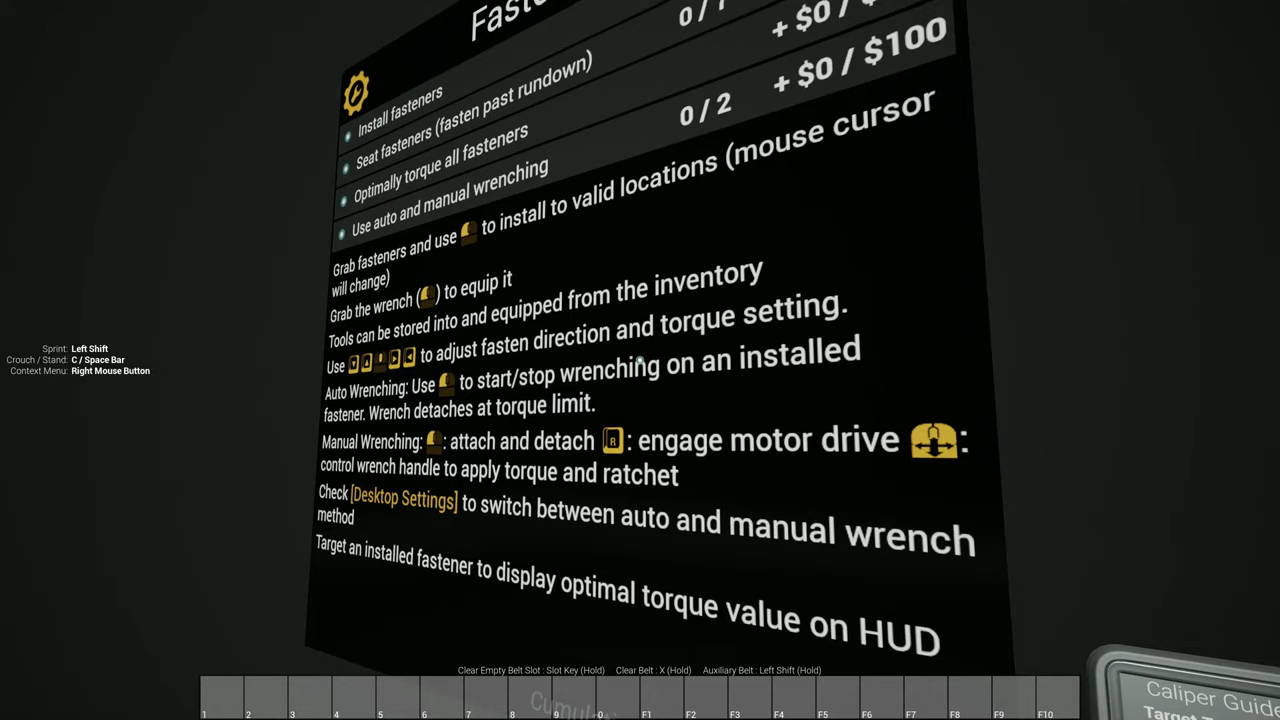 Install fasteners
Seat fasteners (fasten past rundown)
Optimally torque all fasteners
0 / 2 + $0 / $100
Use auto and manual wrenching
Grab fasteners and use to install to valid locations (mouse cursor
will change)
Grab the wrench ( ) to equip it
Tools can be stored into and equipped from the inventory
Use to adjust fasten direction and torque setting.
Auto Wrenching: Use to start/stop wrenching on an installed
fastener. Wrench detaches at torque limit.
Manual Wrenching: : attach and detach R : engage motor drive :
control wrench handle to apply torque and ratchet
Check [Desktop Settings] to switch between auto and manual wrench
method
Target an installed fastener to display optimal torque value on HUD
Sprint: Left Shift
Crouch / Stand: C / Space Bar
Context Menu: Right Mouse Button
Clear Empty Belt Slot : Slot Key (Hold) Clear Belt : X (Hold) Auxiliary Belt : Left Shift (Hold)
1 2 3 4 5 6 7 8 9 0 F1 F2 F3 F4 F5 F6 F7 F8 F9 F10
Caliper Guide